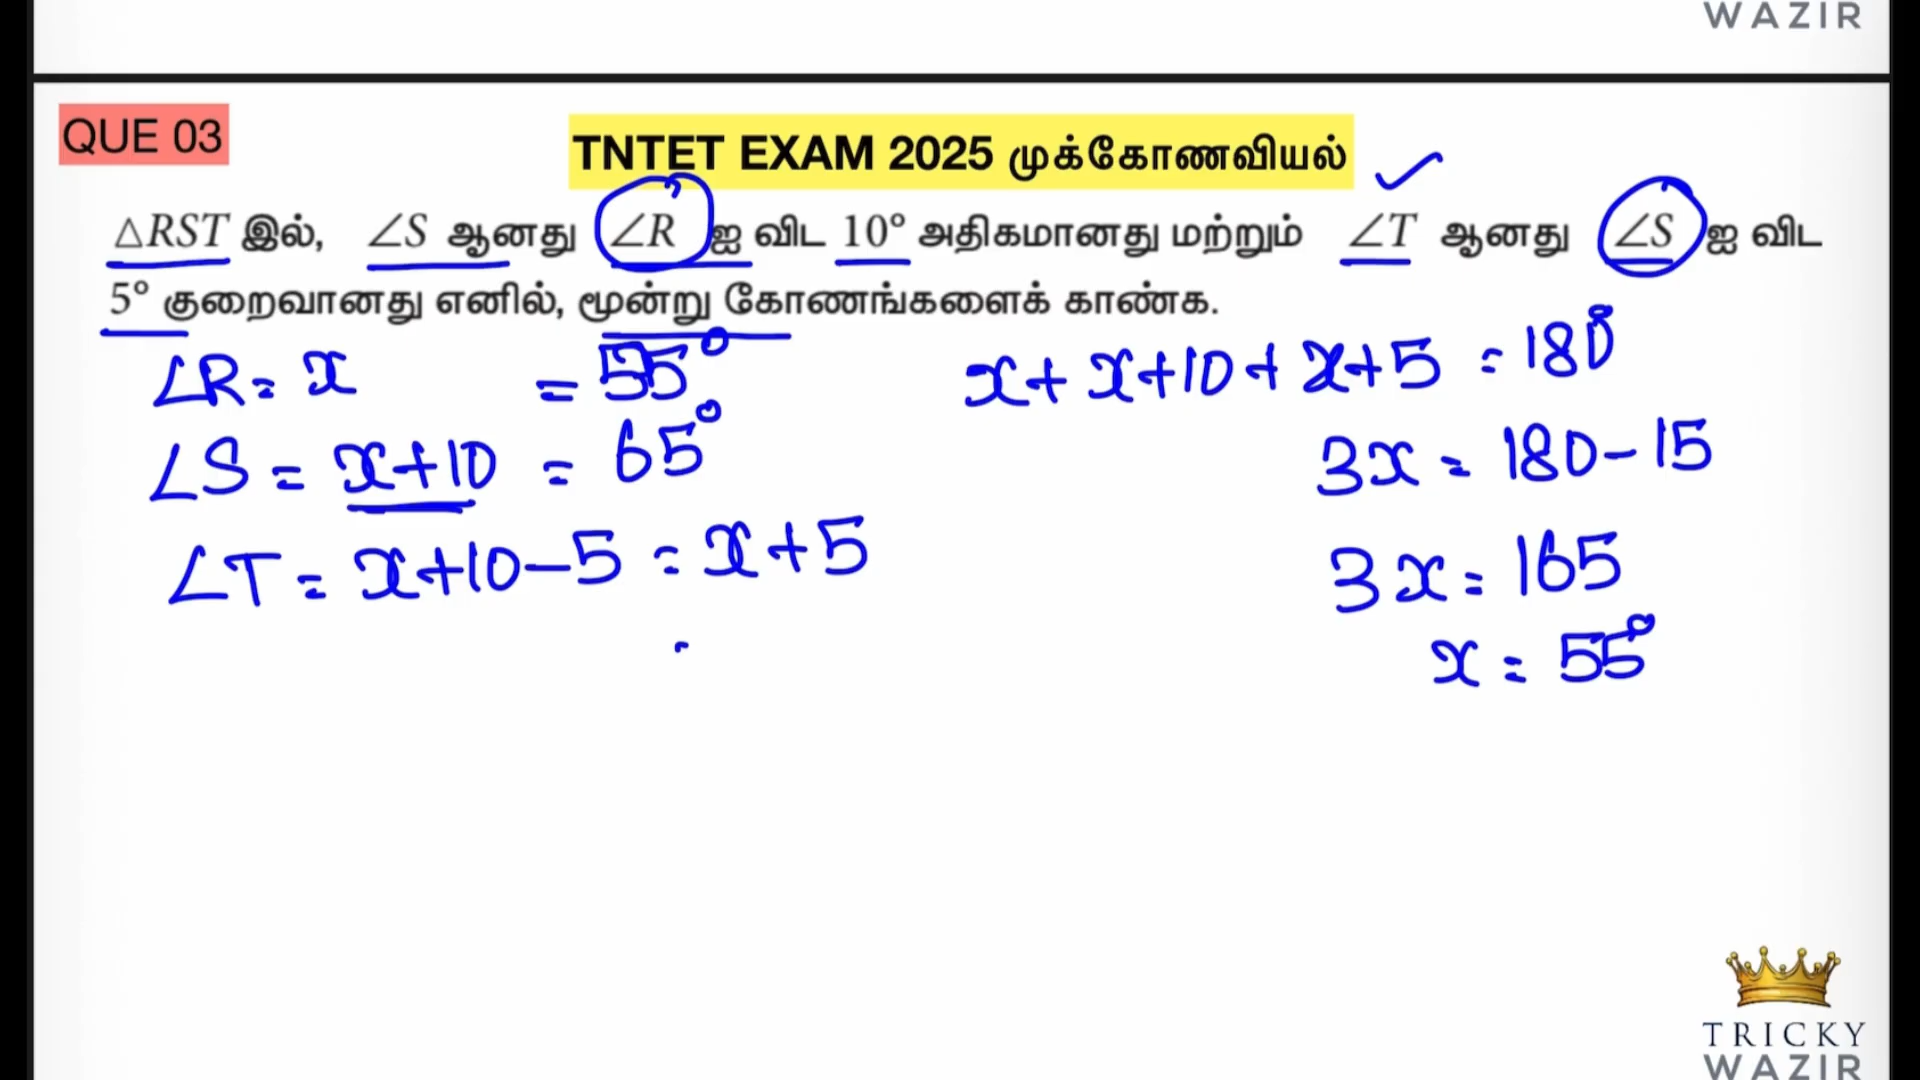 WAZIR
QUE 03
TNTET EXAM 2025 முக்கோணவியல்
△RST இல், ∠S ஆனது ∠R ஐ விட 10° அதிகமானது மற்றும் ∠T ஆனது ∠S ஐ விட
5° குறைவானது எனில், மூன்று கோணங்களைக் காண்க.
∠R = x = 55°
x + x+10 + x+5 = 180°
∠S = x+10 = 65°
3x = 180-15
∠T = x+10-5 = x+5
3x = 165
x = 55°
TRICKY
WAZIR